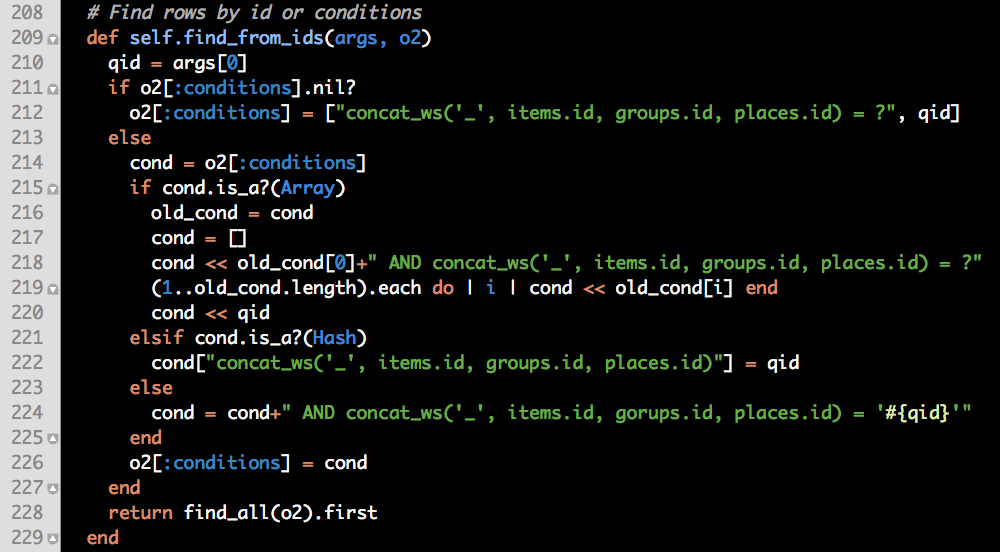 208 # Find rows by id or conditions
209 def self.find_from_ids(args, o2)
210 qid = args[0]
211 if o2[:conditions].nil?
212 o2[:conditions] = ["concat_ws('_', items.id, groups.id, places.id) = ?", qid]
213 else
214 cond = o2[:conditions]
215 if cond.is_a?(Array)
216 old_cond = cond
217 cond = []
218 cond << old_cond[0]+" AND concat_ws('_', items.id, groups.id, places.id) = ?"
219 (1..old_cond.length).each do | i | cond << old_cond[i] end
220 cond << qid
221 elsif cond.is_a?(Hash)
222 cond["concat_ws('_', items.id, groups.id, places.id)"] = qid
223 else
224 cond = cond+" AND concat_ws('_', items.id, gorups.id, places.id) = '#{qid}'"
225 end
226 o2[:conditions] = cond
227 end
228 return find_all(o2).first
229 end